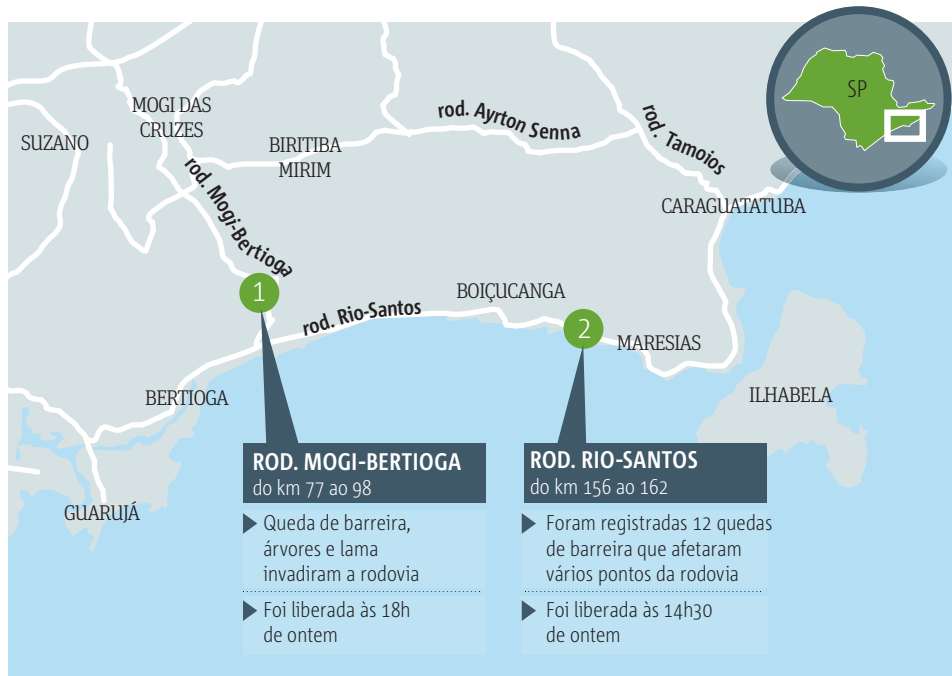 SP
MOGI DAS
CRUZES
SUZANO
BIRITIBA
MIRIM
rod. Ayrton Senna
rod. Tamoios
CARAGUATATUBA
rod. Mogi-Bertioga
1
rod. Rio-Santos
BOIÇUCANGA
2
MARESIAS
BERTIOGA
ILHABELA
GUARUJÁ
ROD. MOGI-BERTIOGA
do km 77 ao 98
Queda de barreira,
árvores e lama
invadiram a rodovia
Foi liberada às 18h
de ontem
ROD. RIO-SANTOS
do km 156 ao 162
Foram registradas 12 quedas
de barreira que afetaram
vários pontos da rodovia
Foi liberada às 14h30
de ontem